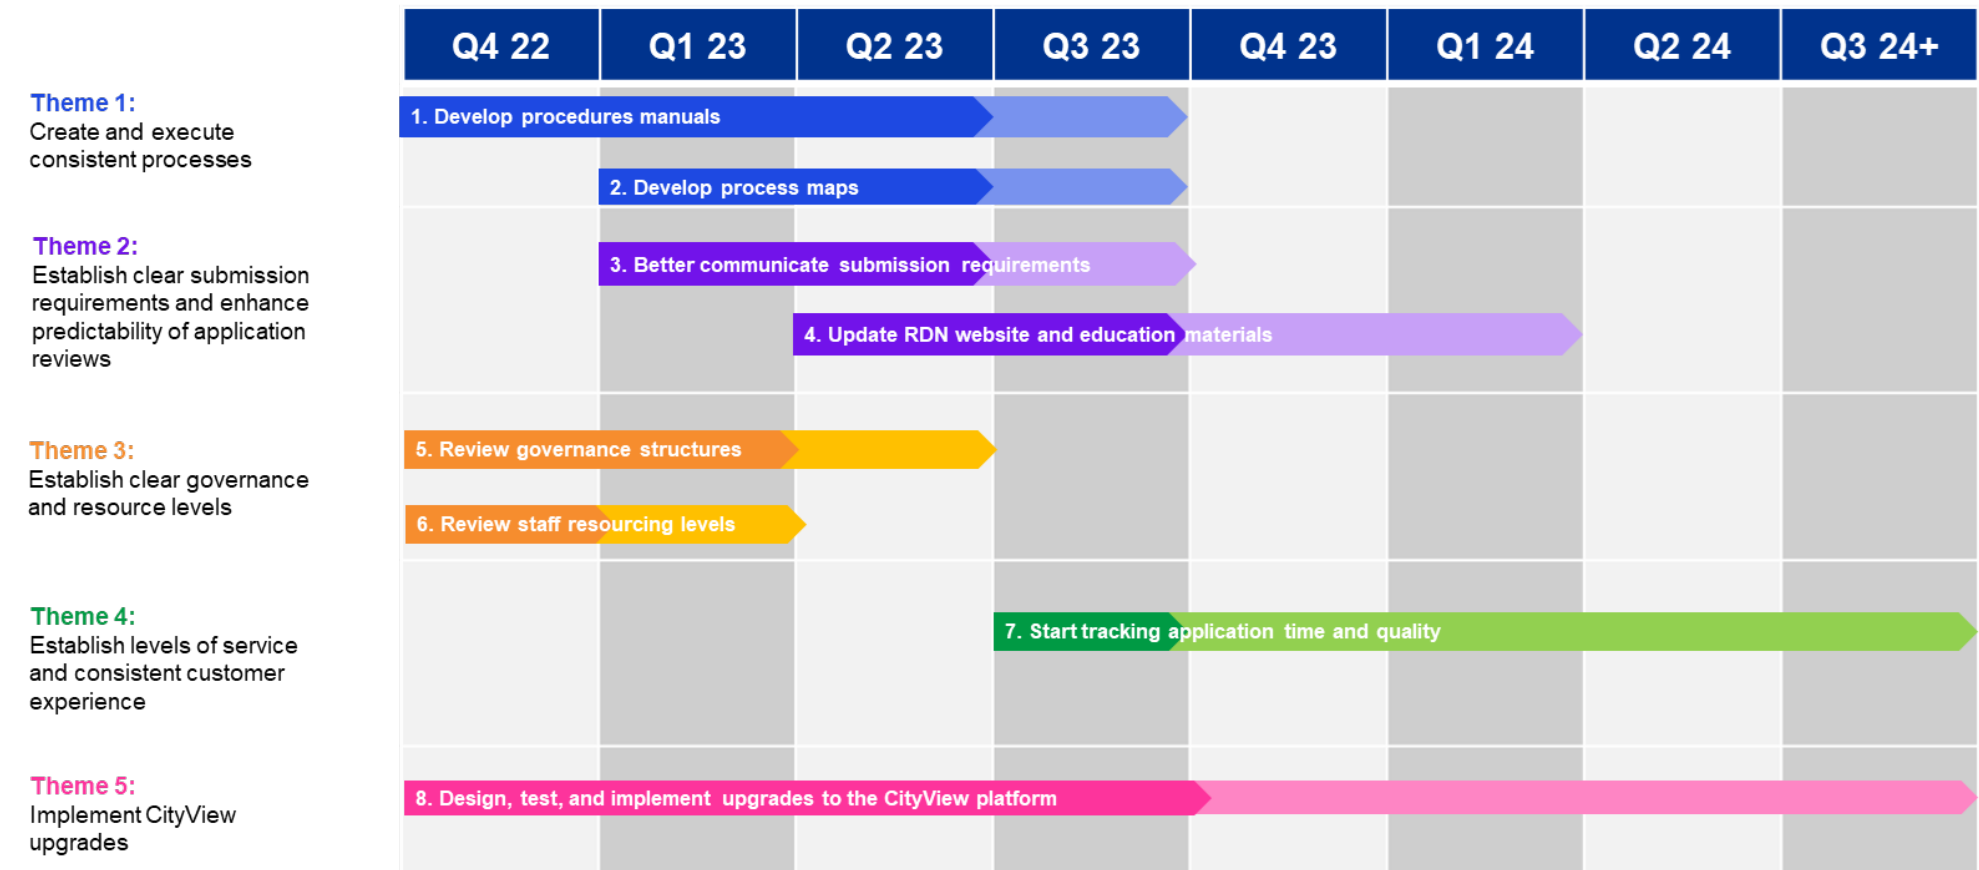 Q4 22 Q1 23 Q2 23 Q3 23 Q4 23 Q1 24 Q2 24 Q3 24+
Theme 1:
Create and execute
consistent processes
1. Develop procedures manuals
2. Develop process maps
Theme 2:
Establish clear submission
requirements and enhance
predictability of application
reviews
3. Better communicate submission requirements
4. Update RDN website and education materials
Theme 3:
Establish clear governance
and resource levels
5. Review governance structures
6. Review staff resourcing levels
Theme 4:
Establish levels of service
and consistent customer
experience
7. Start tracking application time and quality
Theme 5:
Implement CityView
upgrades
8. Design, test, and implement upgrades to the CityView platform